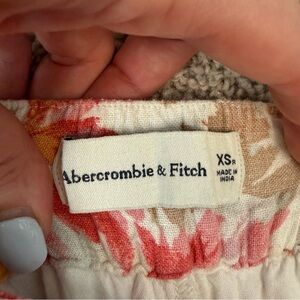 Abercrombie & Fitch
XS R
MADE IN
INDIA